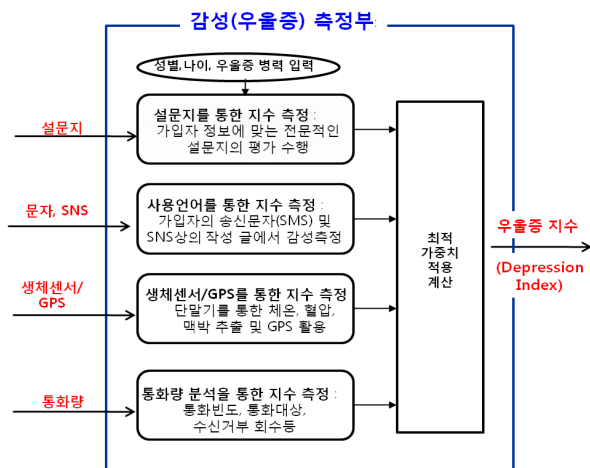 감성(우울증) 측정부:
성별,나이, 우울증 병력 입력
설문지
설문지를 통한 지수 측정 :
가입자 정보에 맞는 전문적인
설문지의 평가 수행
문자, SNS
사용언어를 통한 지수 측정 :
가입자의 송신문자(SMS) 및
SNS상의 작성 글에서 감성측정
생체센서/
GPS
생체센서/GPS를 통한 지수 측정
단말기를 통한 체온, 혈압,
맥박 추출 및 GPS 활용
통화량
통화량 분석을 통한 지수 측정 :
통화빈도, 통화대상,
수신거부 회수등
최적
가중치
적용
계산
우울증 지수
(Depression
Index)